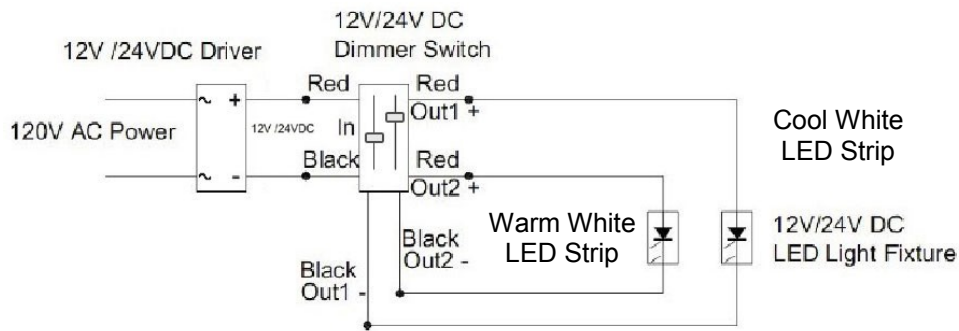 12V/24V DC
Dimmer Switch
12V /24VDC Driver
Red
Red
~ +
Out1 +
120V AC Power
12V /24VDC
In
Cool White
LED Strip
Black
Red
~ -
Out2 +
Warm White
LED Strip
12V/24V DC
LED Light Fixture
Black
Out2 -
Black
Out1 -